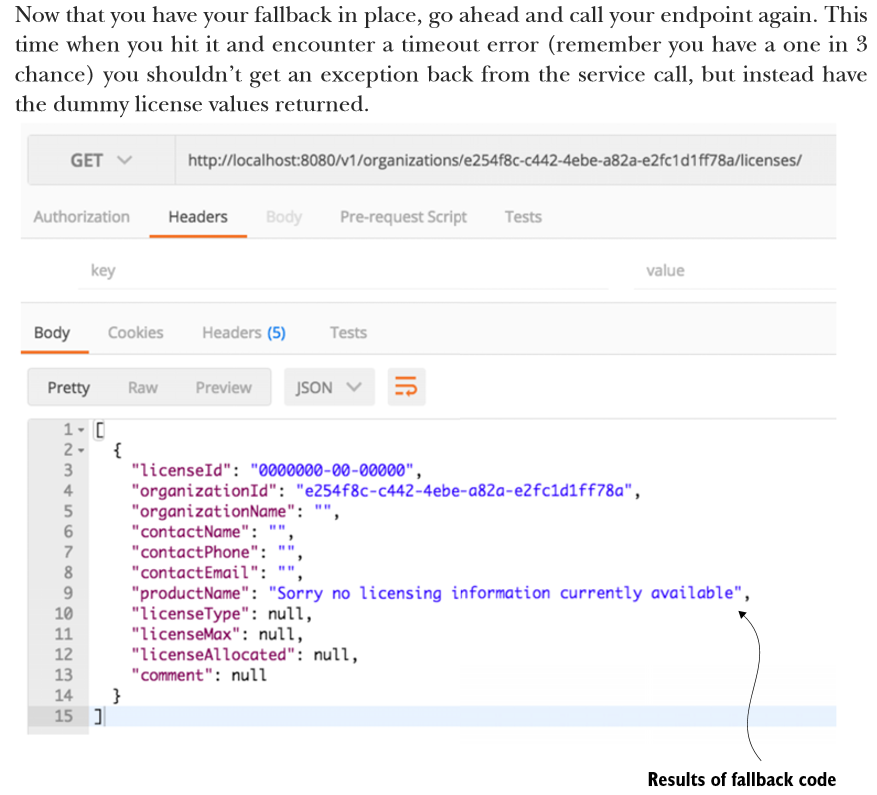 Now that you have your fallback in place, go ahead and call your endpoint again. This
time when you hit it and encounter a timeout error (remember you have a one in 3
chance) you shouldn’t get an exception back from the service call, but instead have
the dummy license values returned.
GET http://localhost:8080/v1/organizations/e254f8c-c442-4ebe-a82a-e2fc1d1ff78a/licenses/
Authorization Headers Body Pre-request Script Tests
key value
Body Cookies Headers (5) Tests
Pretty Raw Preview JSON
1 [
2 {
3 "licenseId": "0000000-00-00000",
4 "organizationId": "e254f8c-c442-4ebe-a82a-e2fc1d1ff78a",
5 "organizationName": "",
6 "contactName": "",
7 "contactPhone": "",
8 "contactEmail": "",
9 "productName": "Sorry no licensing information currently available",
10 "licenseType": null,
11 "licenseMax": null,
12 "licenseAllocated": null,
13 "comment": null
14 }
15 ]
Results of fallback code